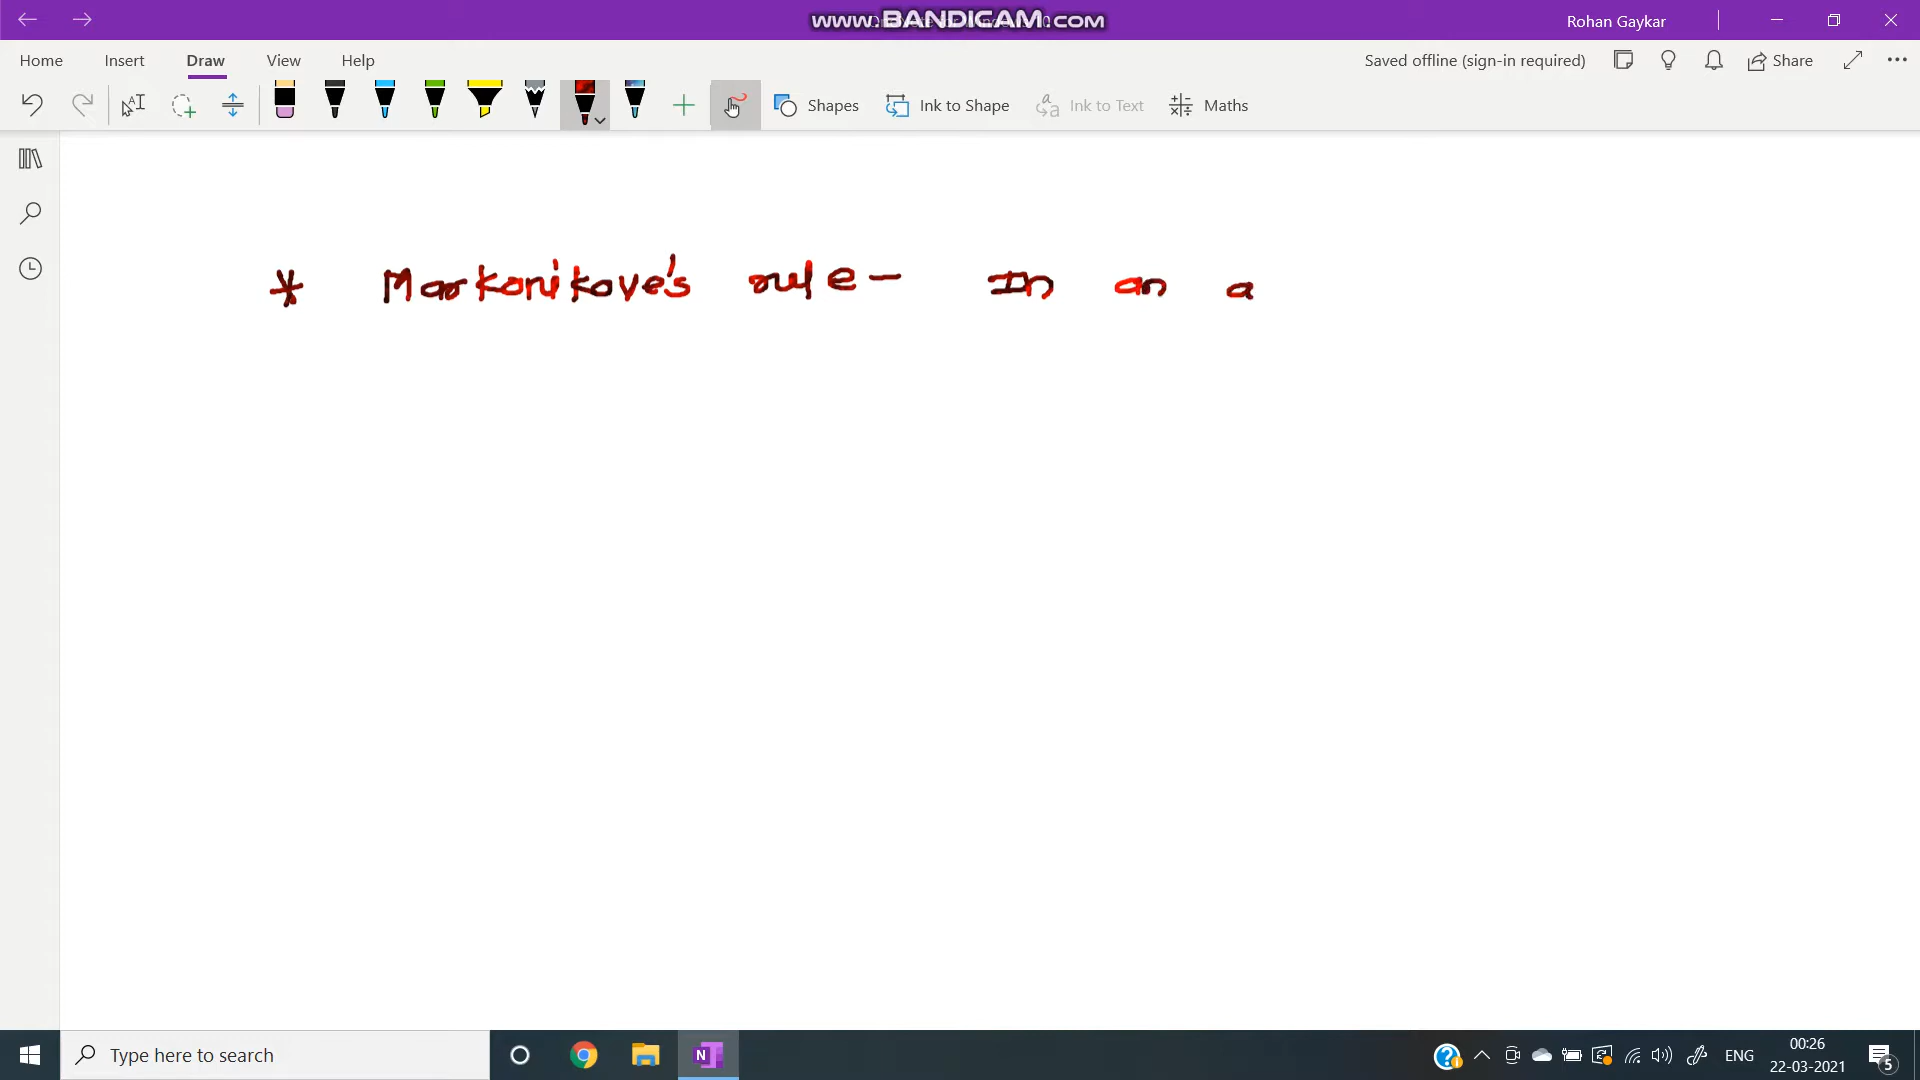 www.BANDICAM.com
Rohan Gaykar
Home Insert Draw View Help
Saved offline (sign-in required) Share
Shapes Ink to Shape Ink to Text Maths
* Markonikove's rule - In an a
Type here to search
ENG
00:26
22-03-2021
5